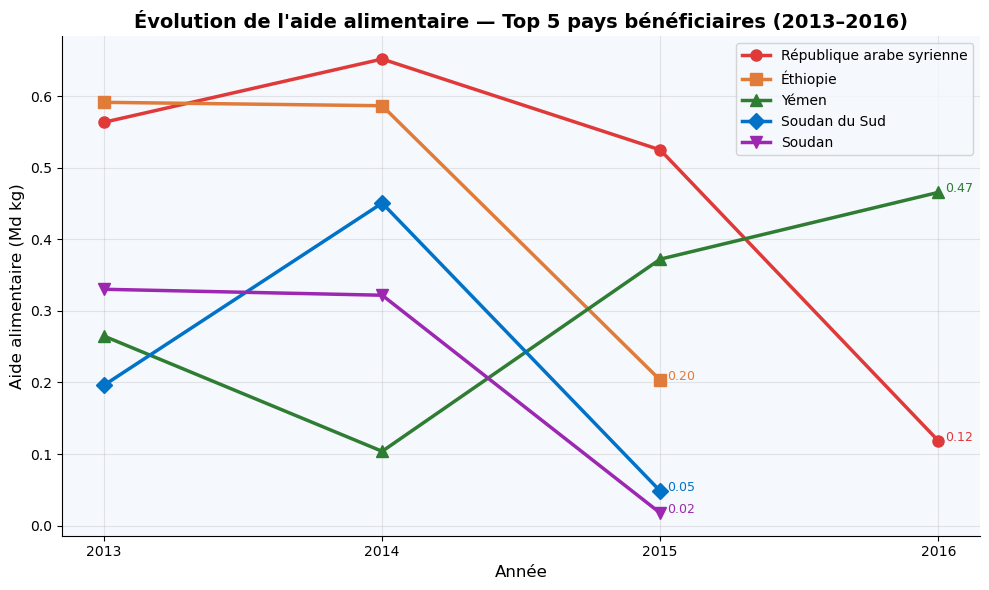 Évolution de l'aide alimentaire — Top 5 pays bénéficiaires (2013–2016)
République arabe syrienne
Éthiopie
Yémen
Soudan du Sud
Soudan
Aide alimentaire (Md kg)
0.6
0.5
0.4
0.3
0.2
0.1
0.0
0.47
0.20
0.12
0.05
0.02
2013
2014
2015
2016
Année